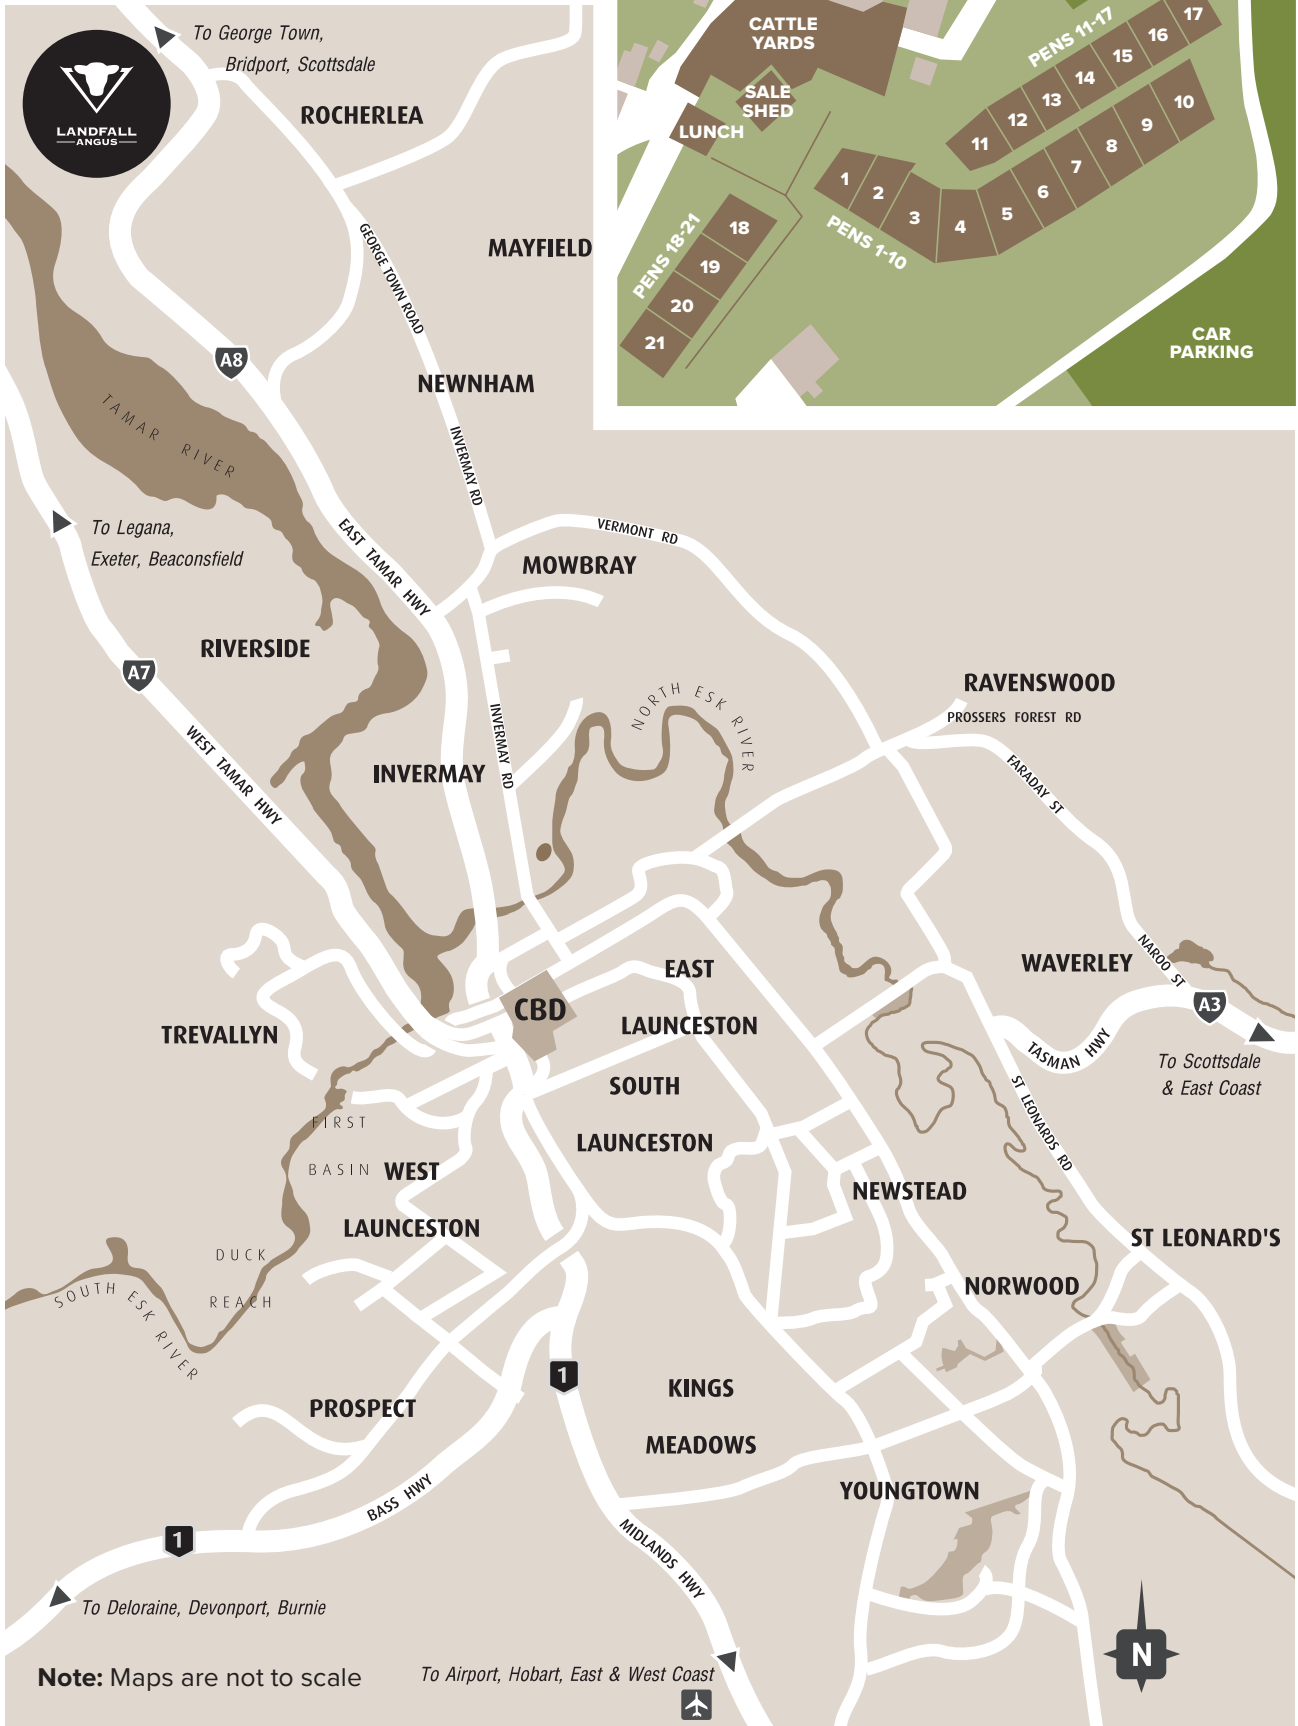 LANDFALL
ANGUS
To George Town,
Bridport, Scottsdale
ROCHERLEA
MAYFIELD
GEORGE TOWN ROAD
A8
NEWNHAM
TAMAR RIVER
INVERMAY RD
CATTLE
YARDS
SALE
SHED
LUNCH
PENS 11-17
11
12
13
14
15
16
17
PENS 1-10
1
2
3
4
5
6
7
8
9
10
PENS 18-21
18
19
20
21
CAR
PARKING
To Legana,
Exeter, Beaconsfield
EAST TAMAR HWY
VERMONT RD
MOWBRAY
RIVERSIDE
A7
WEST TAMAR HWY
INVERMAY
INVERMAY RD
NORTH ESK RIVER
RAVENSWOOD
PROSSERS FOREST RD
FARADAY ST
WAVERLEY
NAROO ST
A3
TASMAN HWY
To Scottsdale
& East Coast
TREVALLYN
CBD
EAST
LAUNCESTON
SOUTH
LAUNCESTON
ST LEONARDS RD
FIRST
BASIN
WEST
LAUNCESTON
NEWSTEAD
ST LEONARD'S
DUCK
REACH
SOUTH ESK RIVER
NORWOOD
1
KINGS
MEADOWS
PROSPECT
BASS HWY
YOUNGTOWN
1
MIDLANDS HWY
To Deloraine, Devonport, Burnie
Note: Maps are not to scale
To Airport, Hobart, East & West Coast
N